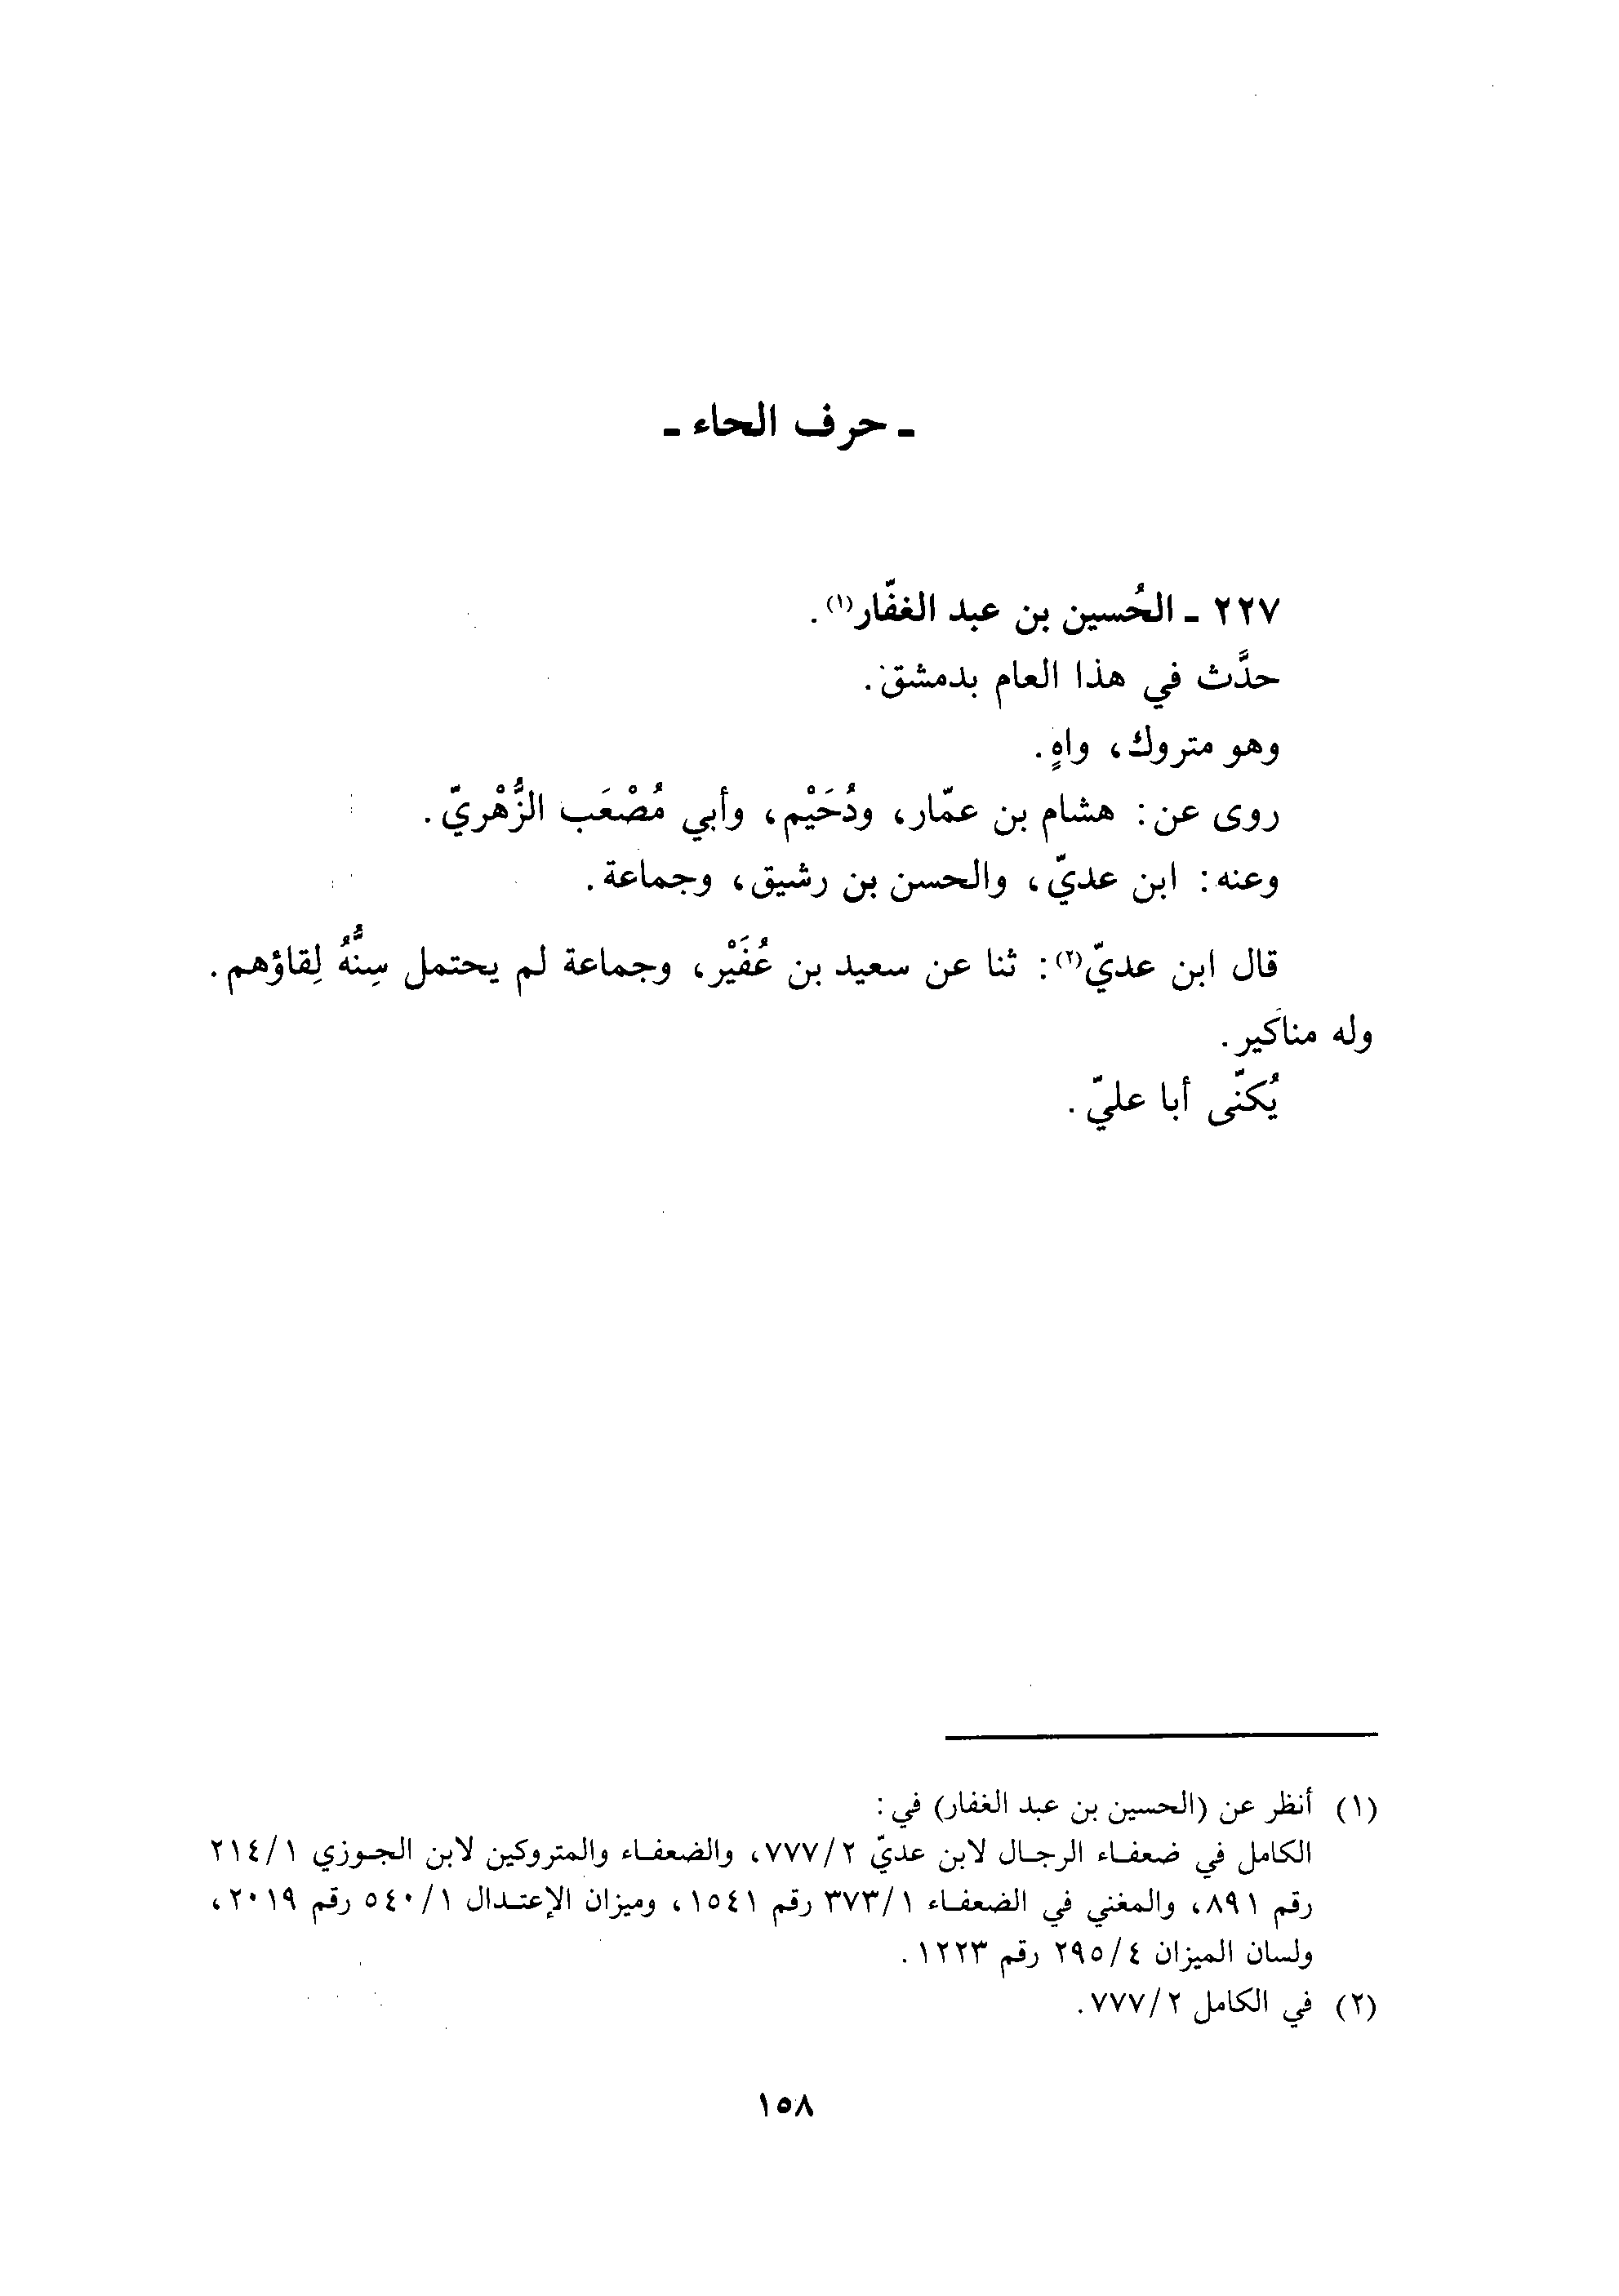 ـ حرف الحاء ـ
٢٢٧ ـ الحُسين بن عبد الغفّار(١).
حدَّث في هذا العام بدمشق.
وهو متروك، واهٍ.
روى عن: هشام بن عمّار، ودُحَيْم، وأبي مُصْعَب الزُّهْريّ.
وعنه: ابن عديّ، والحسن بن رشيق، وجماعة.
قال ابن عديّ(٢): ثنا عن سعيد بن عُفَيْر، وجماعة لم يحتمل سِنُّهُ لِقاؤهم.
وله مناكير.
يُكنّى أبا عليّ.
(١) أنظر عن (الحسين بن عبد الغفار) في:
الكامل في ضعفاء الرجال لابن عديّ ٢/٧٧٧، والضعفاء والمتروكين لابن الجوزي ١/٢١٤
رقم ٨٩١، والمغني في الضعفاء ١/٣٧٣ رقم ١٥٤١، وميزان الإعتدال ١/٥٤٠ رقم ٢٠١٩،
ولسان الميزان ٤/٢٩٥ رقم ١٢٢٣.
(٢) في الكامل ٢/٧٧٧.
١٥٨